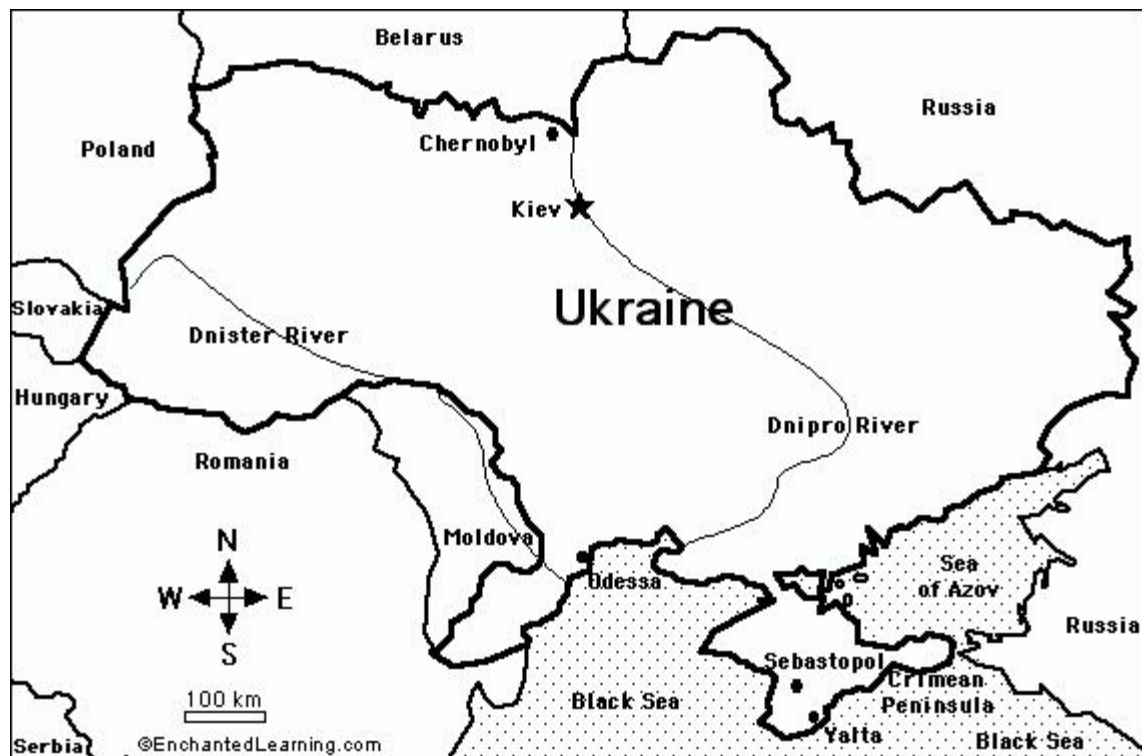 Belarus
Russia
Chernobyl
Poland
Kiev
Slovakia
Ukraine
Dnister River
Hungary
Dnipro River
Romania
N
Moldova
W E
Odessa
Sea
of Azov
S
Russia
Sebastopol
Crimean
Peninsula
100 km
Black Sea
Yalta
Black Sea
Serbia
©EnchantedLearning.com